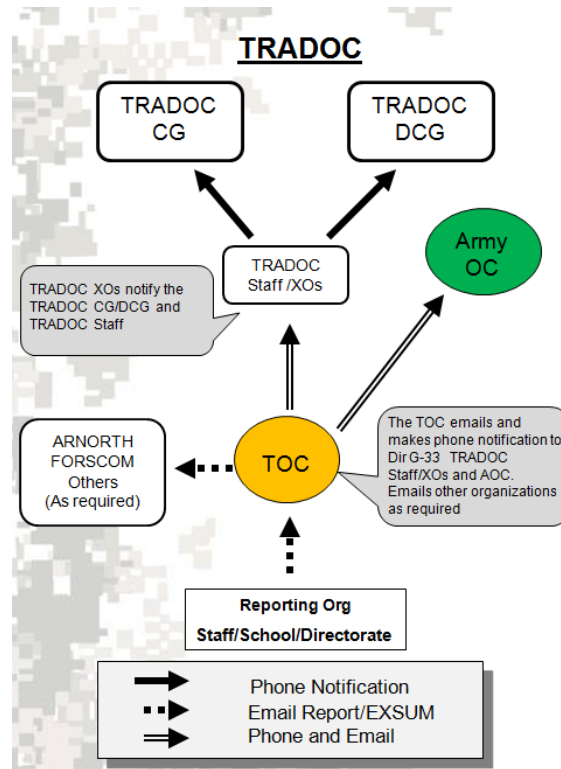 TRADOC
TRADOC
CG
TRADOC
DCG
Army
OC
TRADOC
Staff /XOs
TRADOC XOs notify the
TRADOC CG/DCG and
TRADOC Staff
ARNORTH
FORSCOM
Others
(As required)
TOC
The TOC emails and
makes phone notification to
Dir G-33 TRADOC
Staff/XOs and AOC.
Emails other organizations
as required
Reporting Org
Staff/School/Directorate
Phone Notification
Email Report/EXSUM
Phone and Email